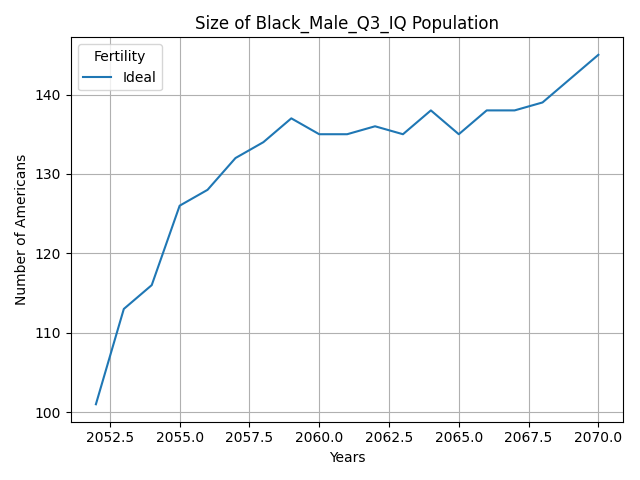 Size of Black_Male_Q3_IQ Population
Fertility
Ideal
Number of Americans
140
130
120
110
100
2052.5 2055.0 2057.5 2060.0 2062.5 2065.0 2067.5 2070.0
Years